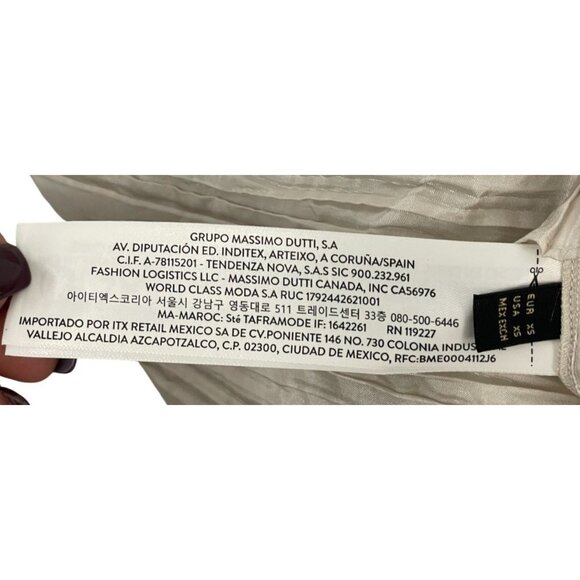 GRUPO MASSIMO DUTTI, S.A
AV. DIPUTACIÓN ED. INDITEX, ARTEIXO, A CORUÑA/SPAIN
C.I.F. A-78115201 - TENDENZA NOVA, S.A.S SIC 900.232.961
FASHION LOGISTICS LLC - MASSIMO DUTTI CANADA, INC CA56976
WORLD CLASS MODA S.A RUC 1792442621001
아이티엑스코리아 서울시 강남구 영동대로 511 트레이드센터 33층 080-500-6446
MA-MAROC: Sté TAFRAMODE IF: 1642261 RN 119227
IMPORTADO POR ITX RETAIL MEXICO SA DE CV.PONIENTE 146 NO. 730 COLONIA INDUSTRIAL
VALLEJO ALCALDIA AZCAPOTZALCO, C.P. 02300, CIUDAD DE MEXICO, RFC:BME0004112J6
EUR XS
USA XS
MEX ECH